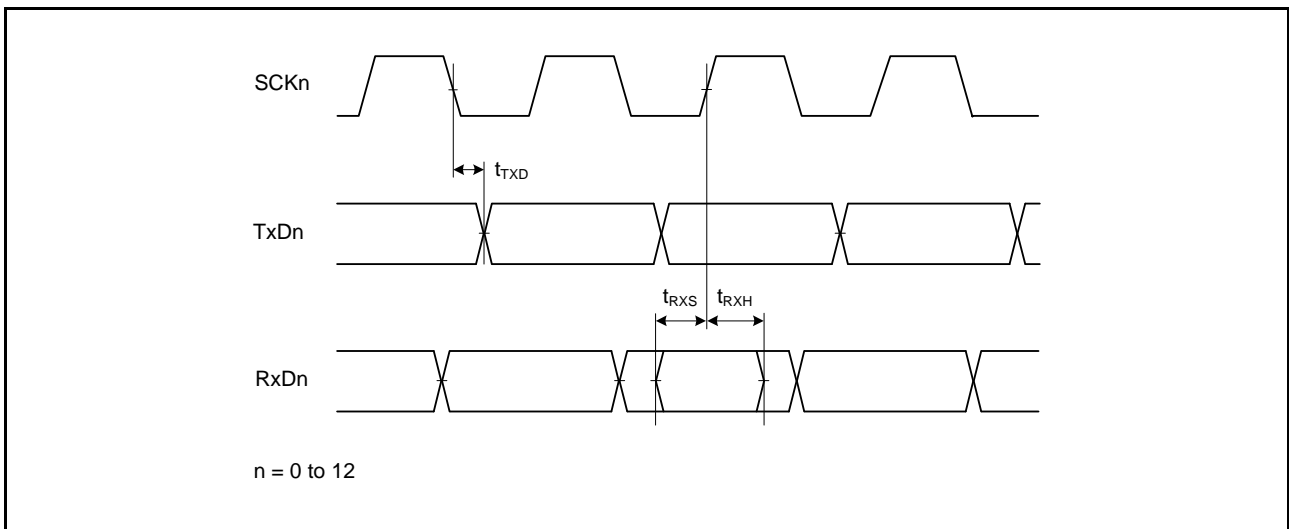 SCKn
tTXD
TxDn
tRXS tRXH
RxDn
n = 0 to 12